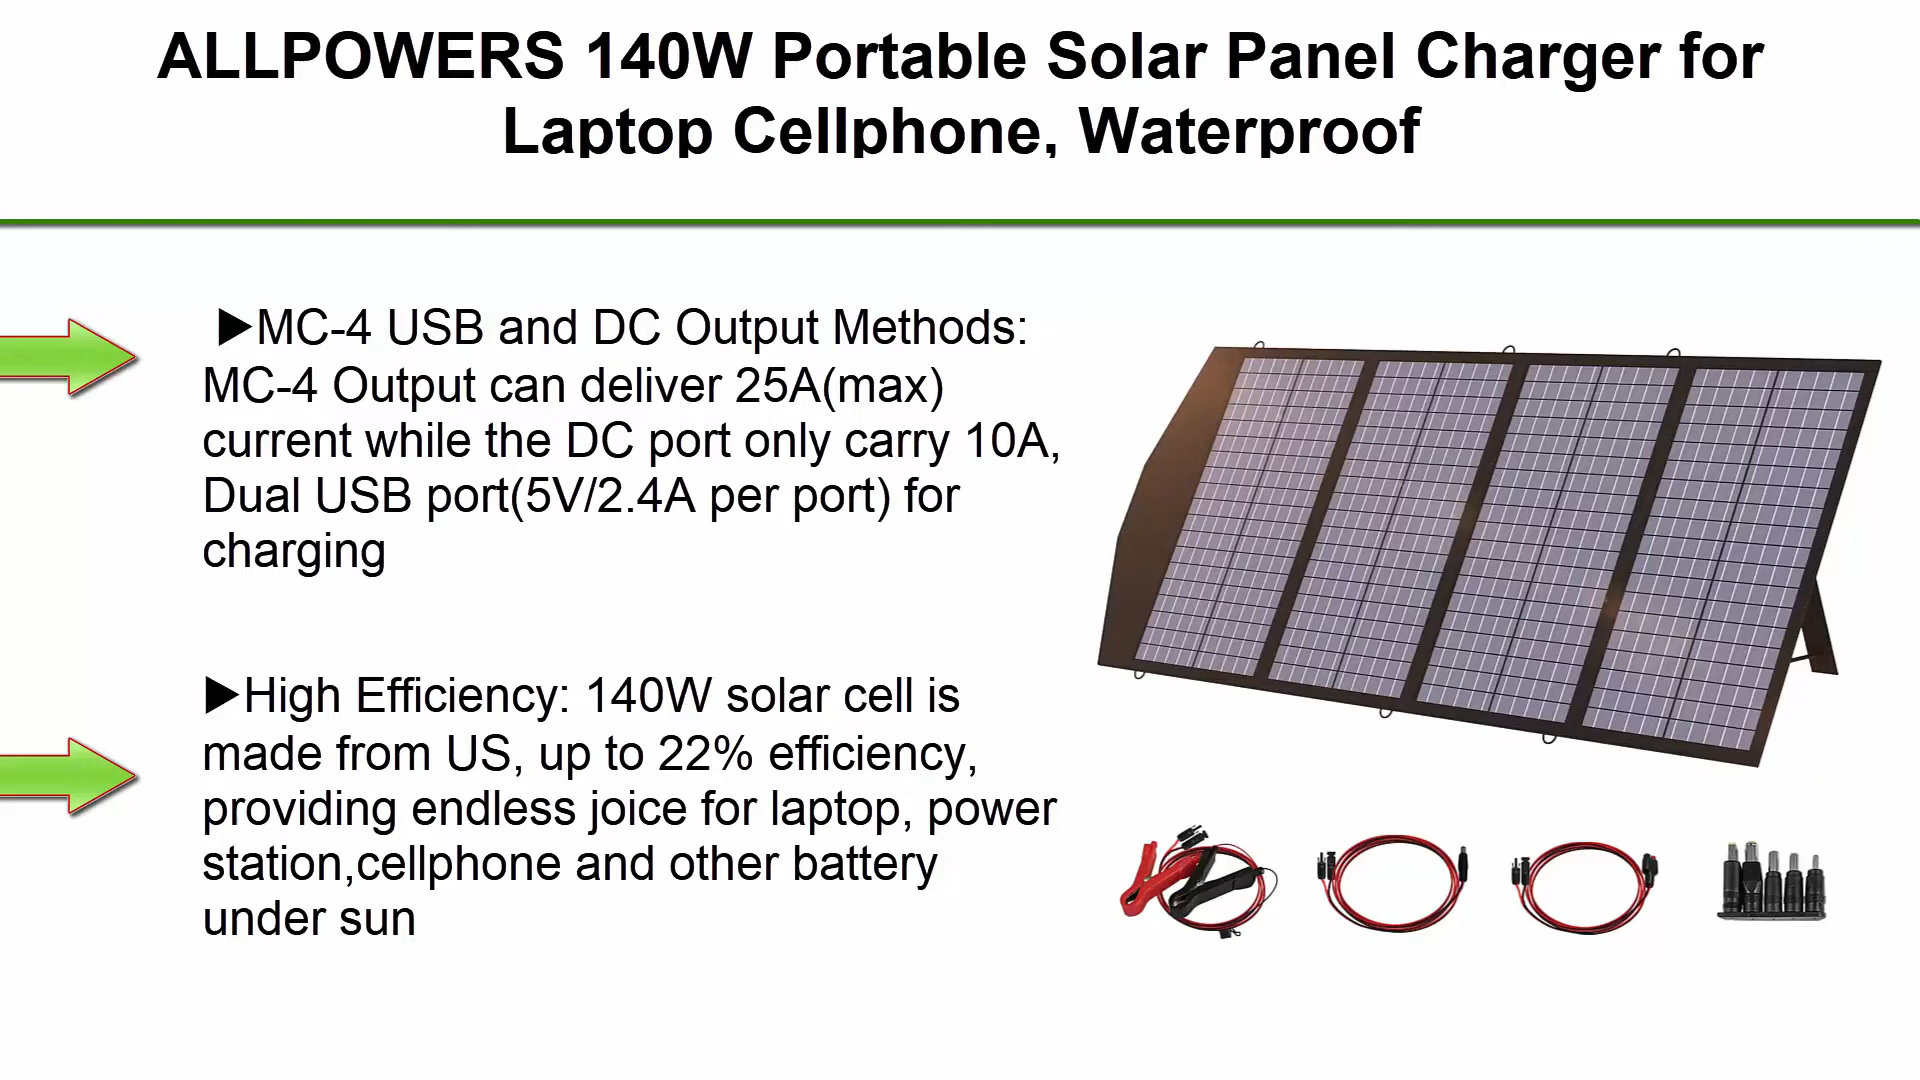 ALLPOWERS 140W Portable Solar Panel Charger for
Laptop Cellphone, Waterproof
▶MC-4 USB and DC Output Methods:
MC-4 Output can deliver 25A(max)
current while the DC port only carry 10A,
Dual USB port(5V/2.4A per port) for
charging
▶High Efficiency: 140W solar cell is
made from US, up to 22% efficiency,
providing endless joice for laptop, power
station,cellphone and other battery
under sun